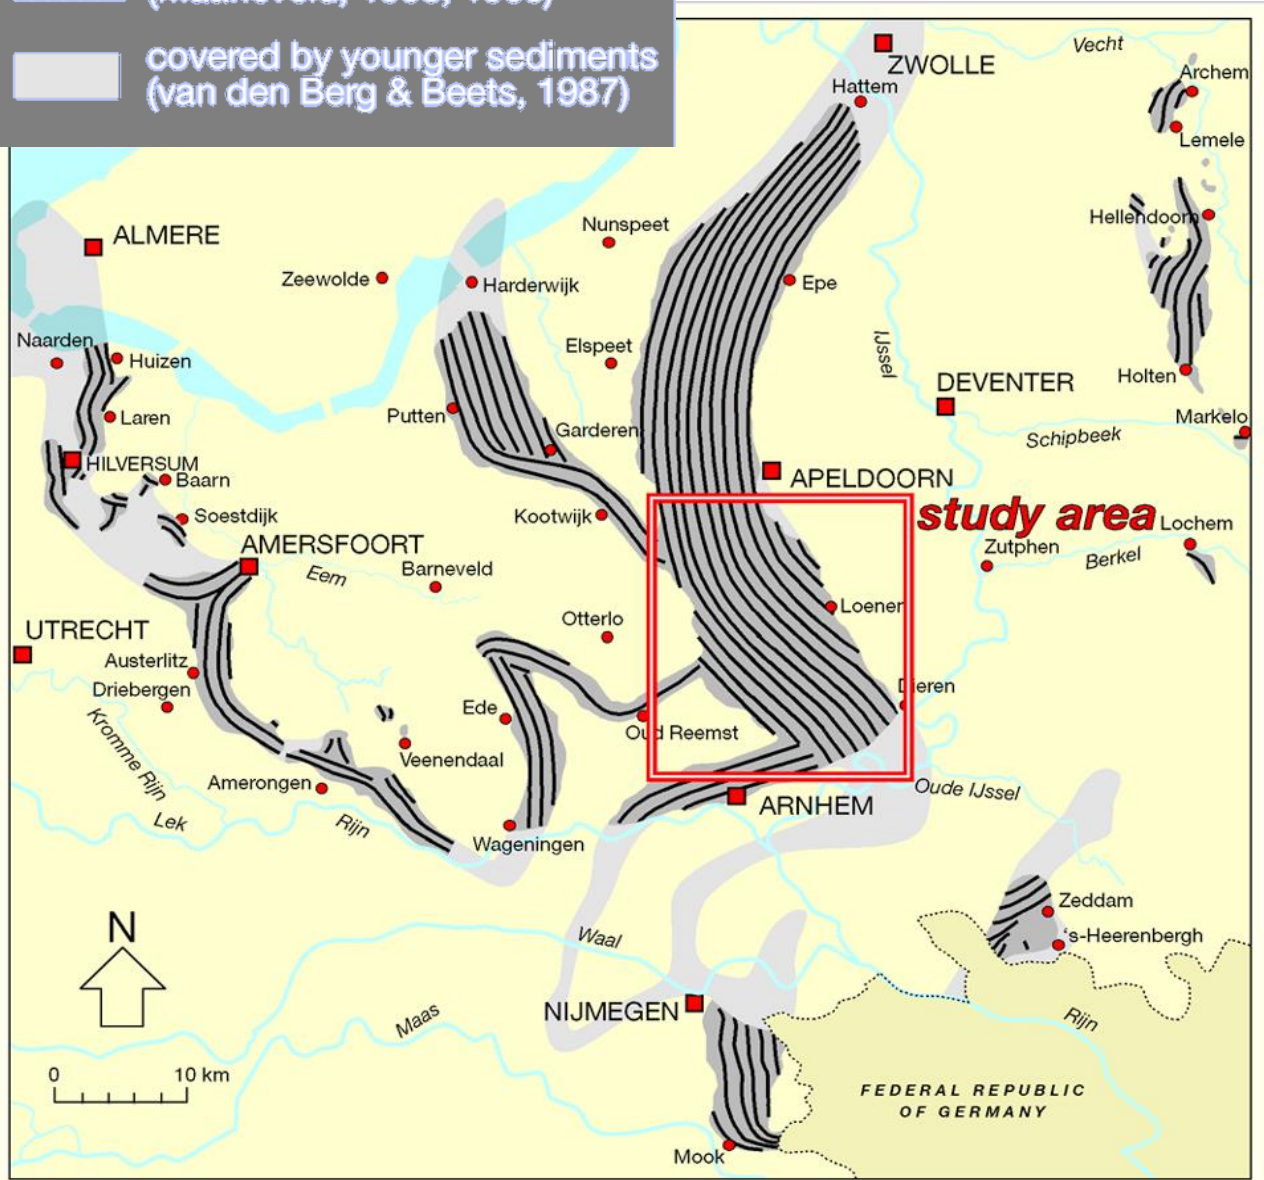 covered by younger sediments
(van den Berg & Beets, 1987)
ZWOLLE
Vecht
Hattem
Archem
Lemele
Nunspeet
Hellendoorn
ALMERE
Zeewolde
Harderwijk
Epe
Naarden
Huizen
Elspeet
IJssel
DEVENTER
Holten
Laren
Putten
Garderen
Markelo
Schipbeek
HILVERSUM
Baarn
APELDOORN
Soestdijk
Kootwijk
study area
Lochem
AMERSFOORT
Zutphen
Berkel
Eem
Barneveld
Otterlo
Loenen
UTRECHT
Austerlitz
Driebergen
Dieren
Ede
Oud Reemst
Kromme Rijn
Veenendaal
Amerongen
Oude IJssel
ARNHEM
Lek
Rijn
Wageningen
Zeddam
N
Waal
's-Heerenbergh
NIJMEGEN
Maas
Rijn
0 10 km
FEDERAL REPUBLIC
OF GERMANY
Mook